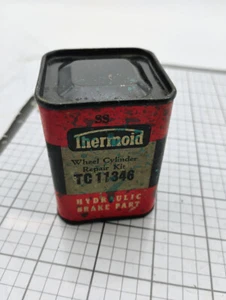 SS
Thermoid
Wheel Cylinder
Repair Kit
TC 11346
HYDRAULIC
BRAKE PART